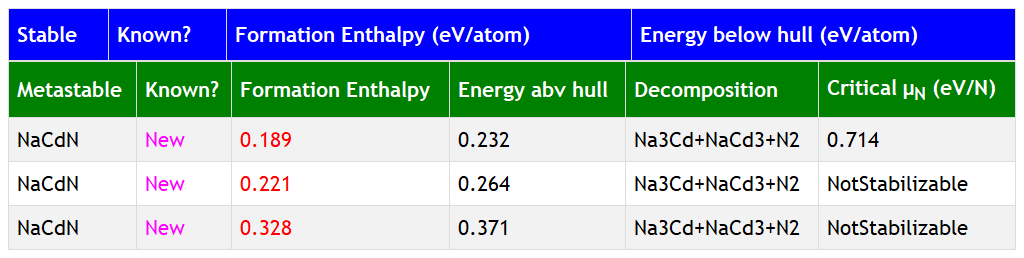 Stable Known? Formation Enthalpy (eV/atom) Energy below hull (eV/atom)
Metastable Known? Formation Enthalpy Energy abv hull Decomposition Critical μN (eV/N)
NaCdN New 0.189 0.232 Na3Cd+NaCd3+N2 0.714
NaCdN New 0.221 0.264 Na3Cd+NaCd3+N2 NotStabilizable
NaCdN New 0.328 0.371 Na3Cd+NaCd3+N2 NotStabilizable